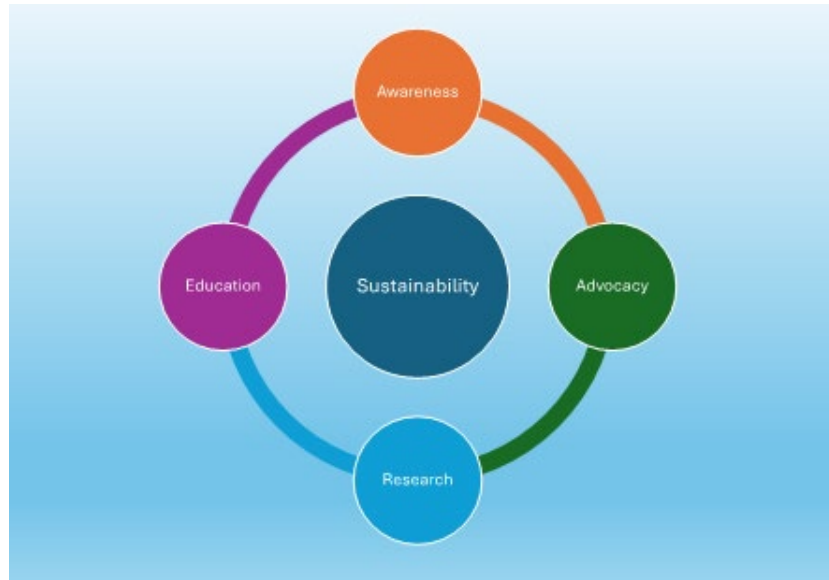 Awareness
Education
Sustainability
Advocacy
Research